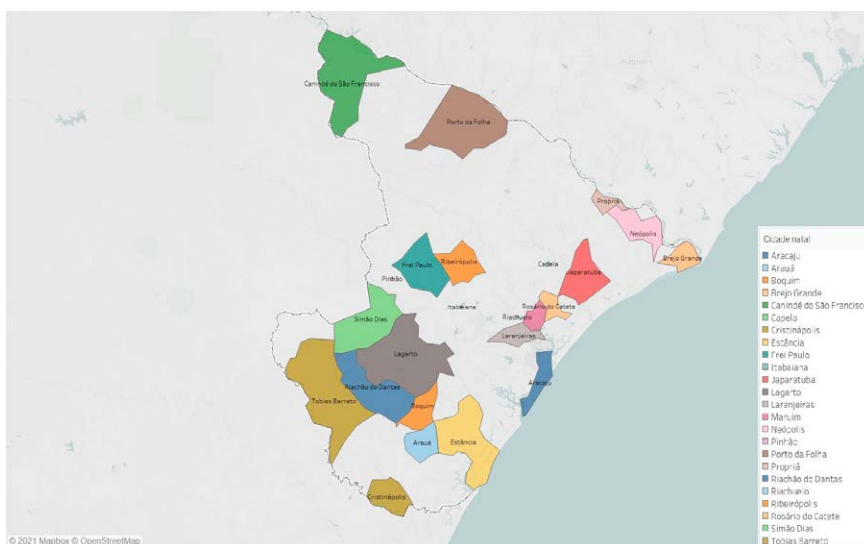 Canindé do São Francisco
Porto da Folha
Propriá
Neópolis
Brejo Grande
Capela
Japaratuba
Frei Paulo
Ribeirópolis
Pinhão
Itabaiana
Rosário do Catete
Riachuelo
Laranjeiras
Simão Dias
Lagarto
Aracaju
Riachão do Dantas
Tobias Barreto
Boquim
Arauá
Estância
Cristinápolis
Cidade natal
Aracaju
Arauá
Boquim
Brejo Grande
Canindé do São Francisco
Capela
Cristinápolis
Estância
Frei Paulo
Itabaiana
Japaratuba
Lagarto
Laranjeiras
Maruim
Neópolis
Pinhão
Porto da Folha
Propriá
Riachão do Dantas
Riachuelo
Ribeirópolis
Rosário do Catete
Simão Dias
Tobias Barreto
© 2021 Mapbox © OpenStreetMap